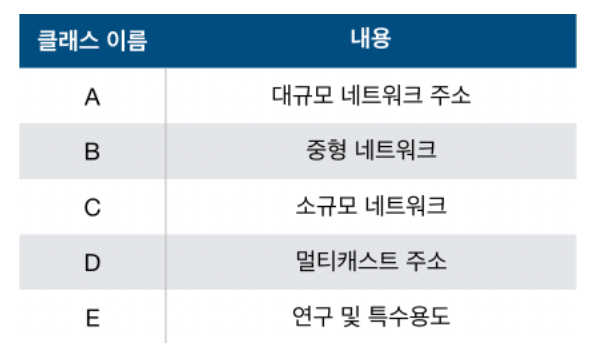 클래스 이름 내용
A 대규모 네트워크 주소
B 중형 네트워크
C 소규모 네트워크
D 멀티캐스트 주소
E 연구 및 특수용도